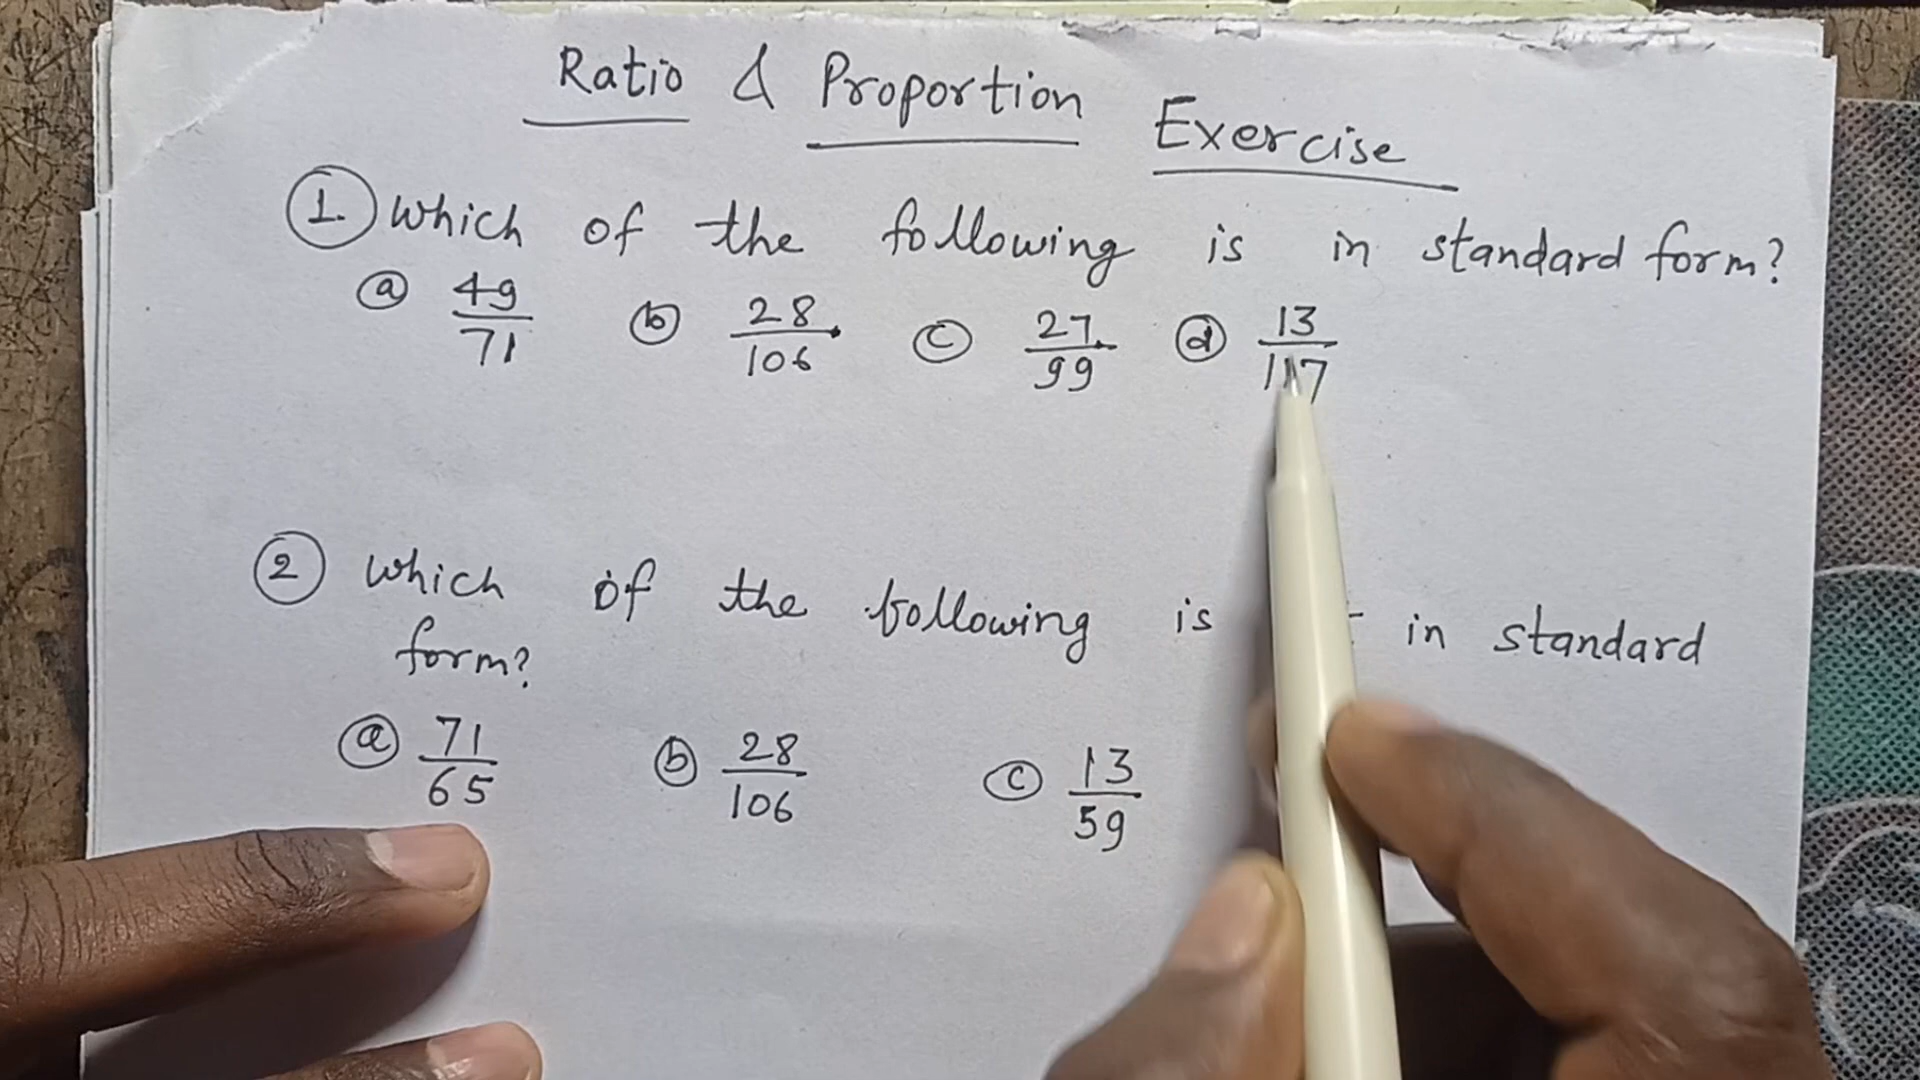 Ratio & Proportion Exercise
1. Which of the following is in standard form?
a 49/71 b 28/106 c 27/99 d 13/117
2 Which of the following is in standard
form?
a 71/65 b 28/106 c 13/59